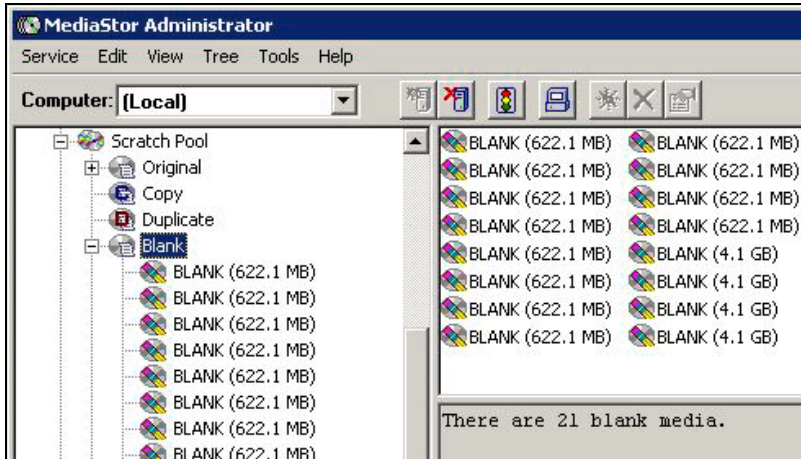 MediaStor Administrator
Service Edit View Tree Tools Help
Computer: (Local)
Scratch Pool
Original
Copy
Duplicate
Blank
BLANK (622.1 MB)
BLANK (622.1 MB)
BLANK (622.1 MB)
BLANK (622.1 MB)
BLANK (622.1 MB)
BLANK (622.1 MB)
BLANK (622.1 MB)
BLANK (622.1 MB)
BLANK (622.1 MB) BLANK (622.1 MB)
BLANK (622.1 MB) BLANK (622.1 MB)
BLANK (622.1 MB) BLANK (622.1 MB)
BLANK (622.1 MB) BLANK (622.1 MB)
BLANK (622.1 MB) BLANK (4.1 GB)
BLANK (622.1 MB) BLANK (4.1 GB)
BLANK (622.1 MB) BLANK (4.1 GB)
BLANK (622.1 MB) BLANK (4.1 GB)
There are 21 blank media.